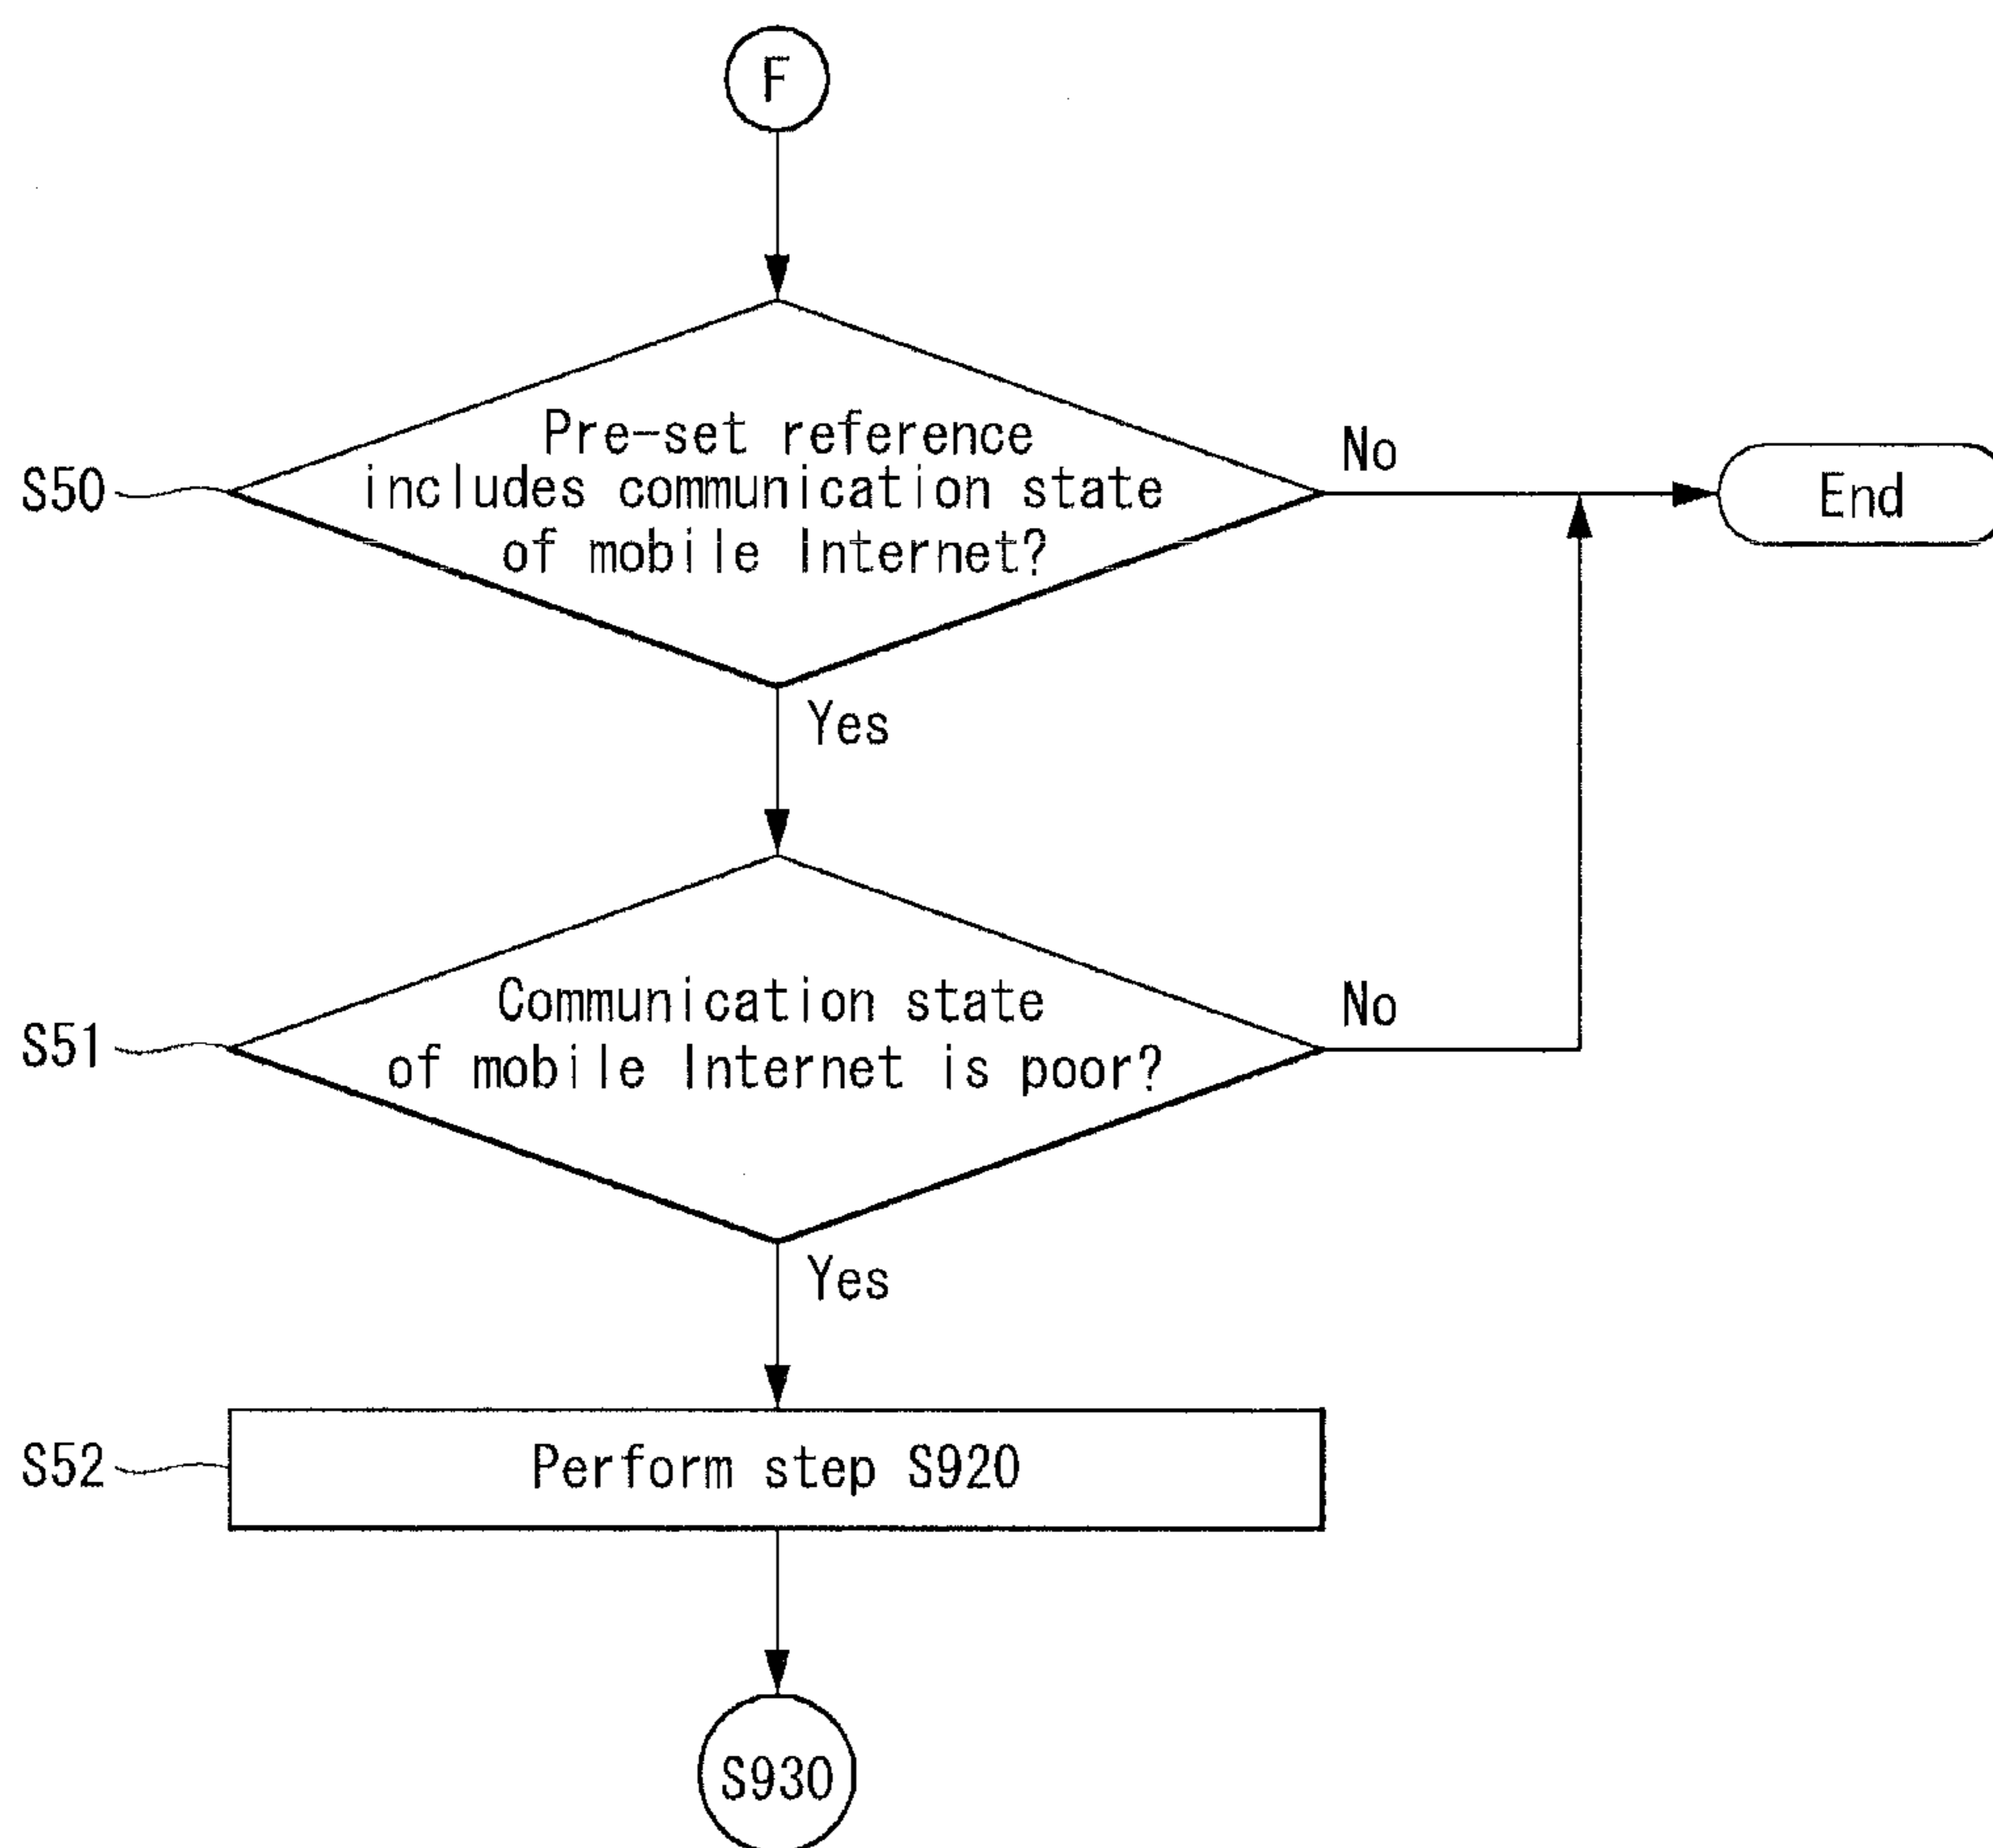 F
Pre-set reference
includes communication state
of mobile Internet?
S50
No
End
Yes
Communication state
of mobile Internet is poor?
S51
No
Yes
S52
Perform step S920
S930